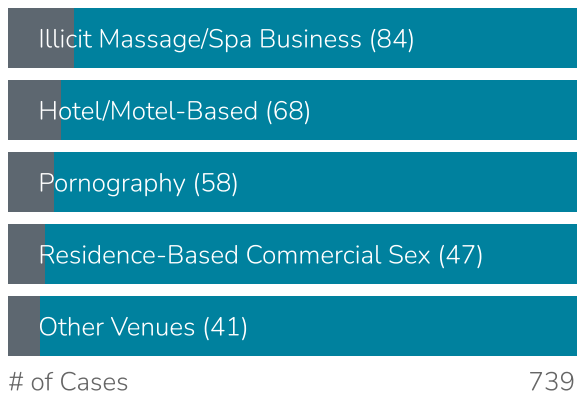 Illicit Massage/Spa Business (84)
Hotel/Motel-Based (68)
Pornography (58)
Residence-Based Commercial Sex (47)
Other Venues (41)
# of Cases 739